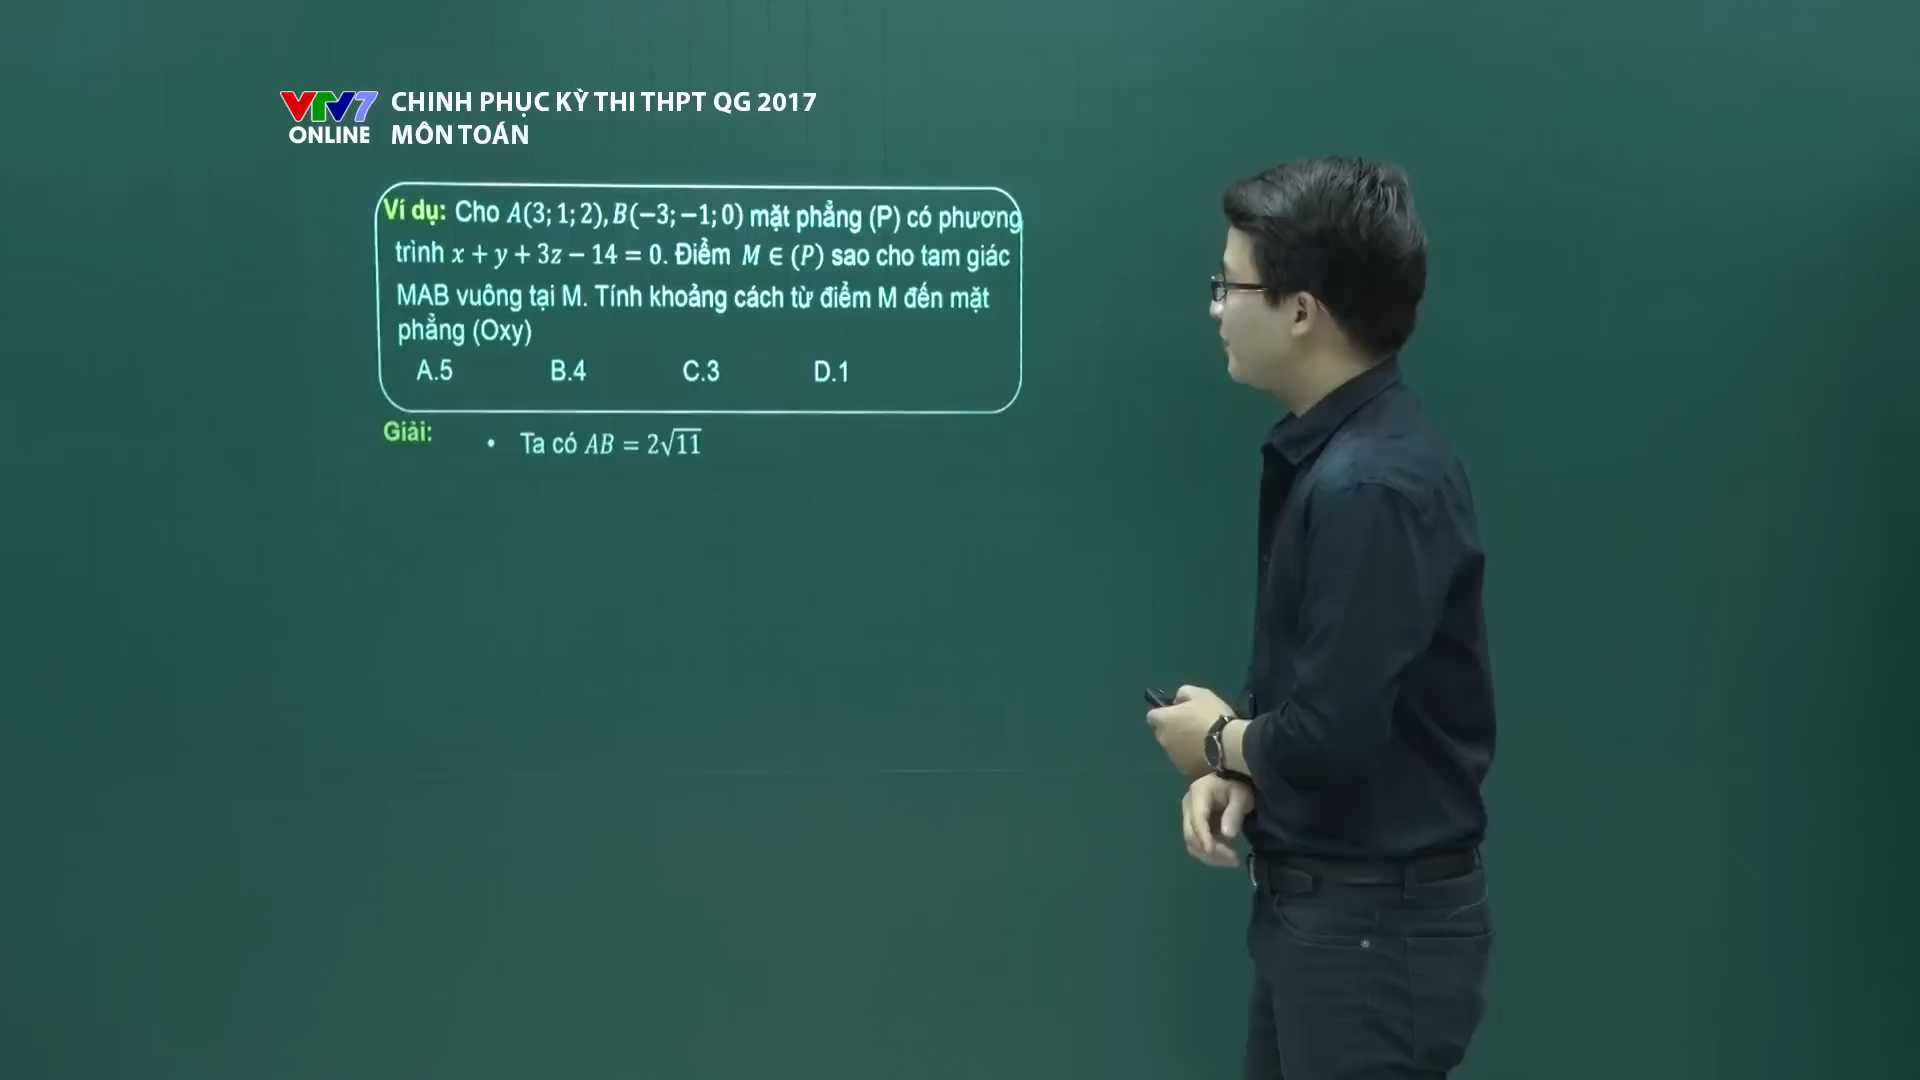 VTV7 CHINH PHỤC KỲ THI THPT QG 2017
ONLINE MÔN TOÁN
Ví dụ: Cho A(3; 1; 2), B(−3; −1; 0) mặt phẳng (P) có phương
trình x + y + 3z − 14 = 0. Điểm M ∈ (P) sao cho tam giác
MAB vuông tại M. Tính khoảng cách từ điểm M đến mặt
phẳng (Oxy)
A.5 B.4 C.3 D.1
Giải: • Ta có AB = 2√11